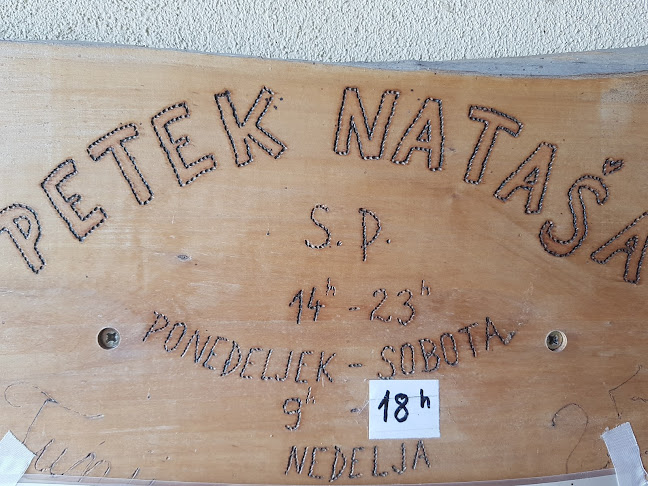 PETEK NATAŠA
S.P.
14h - 23h
PONEDELJEK - SOBOTA
9h - 18h
NEDELJA